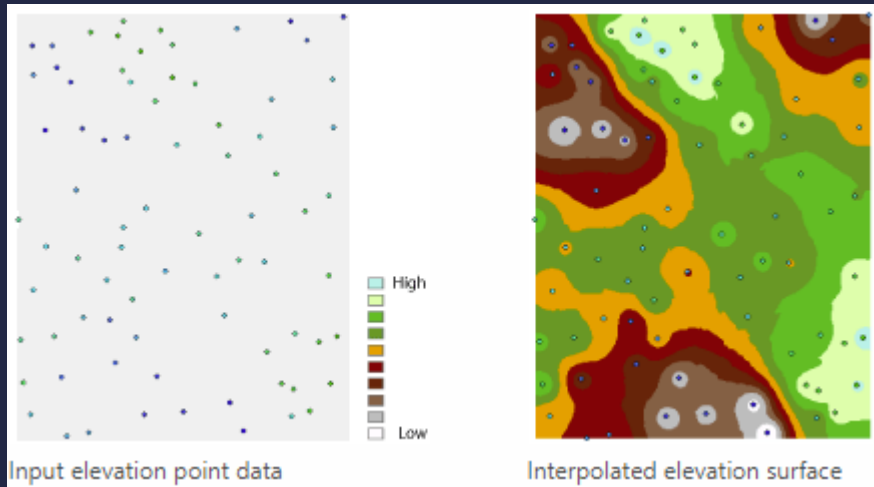 High
Low
Input elevation point data
Interpolated elevation surface